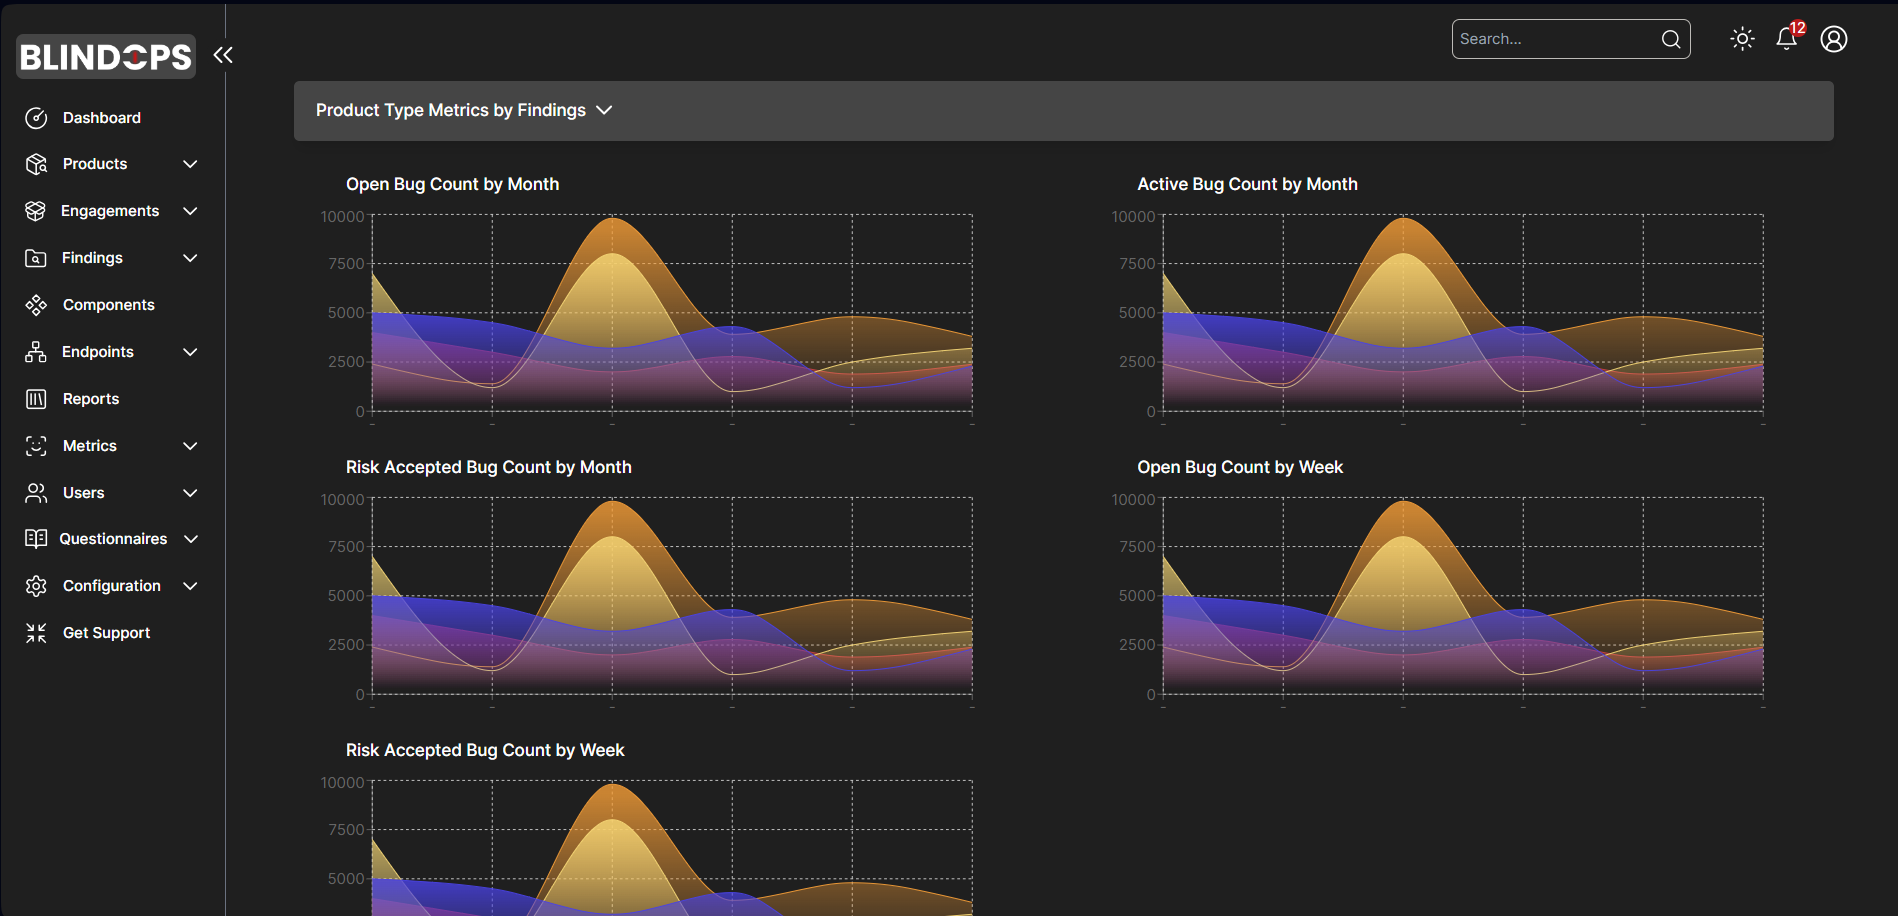 BLINDOPS
Search...
12
Dashboard
Products
Engagements
Findings
Components
Endpoints
Reports
Metrics
Users
Questionnaires
Configuration
Get Support
Product Type Metrics by Findings
Open Bug Count by Month
10000
7500
5000
2500
0
Active Bug Count by Month
10000
7500
5000
2500
0
Risk Accepted Bug Count by Month
10000
7500
5000
2500
0
Open Bug Count by Week
10000
7500
5000
2500
0
Risk Accepted Bug Count by Week
10000
7500
5000